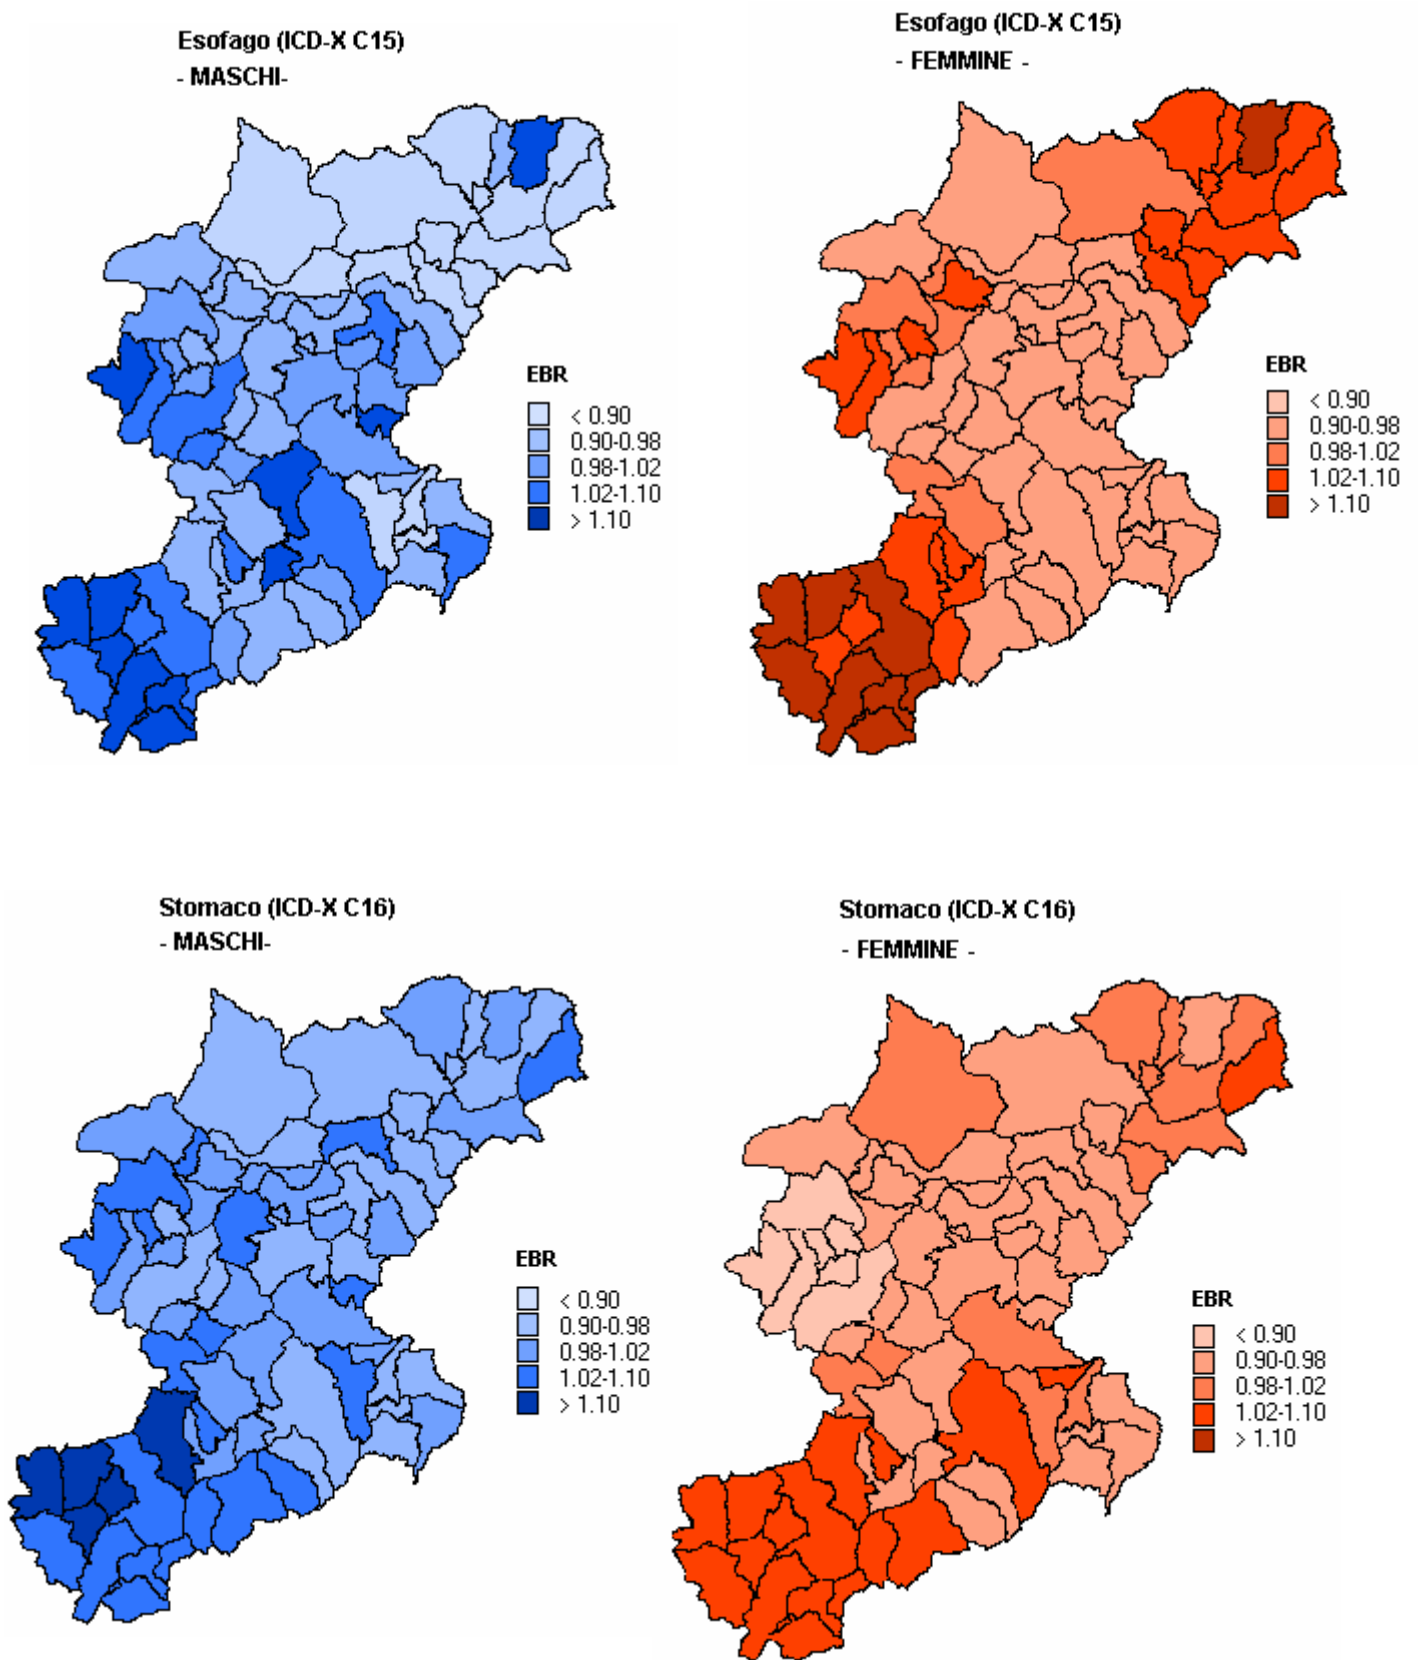 Esofago (ICD-X C15)
- MASCHI-
EBR
< 0.90
0.90-0.98
0.98-1.02
1.02-1.10
> 1.10
Esofago (ICD-X C15)
- FEMMINE -
EBR
< 0.90
0.90-0.98
0.98-1.02
1.02-1.10
> 1.10
Stomaco (ICD-X C16)
- MASCHI-
EBR
< 0.90
0.90-0.98
0.98-1.02
1.02-1.10
> 1.10
Stomaco (ICD-X C16)
- FEMMINE -
EBR
< 0.90
0.90-0.98
0.98-1.02
1.02-1.10
> 1.10